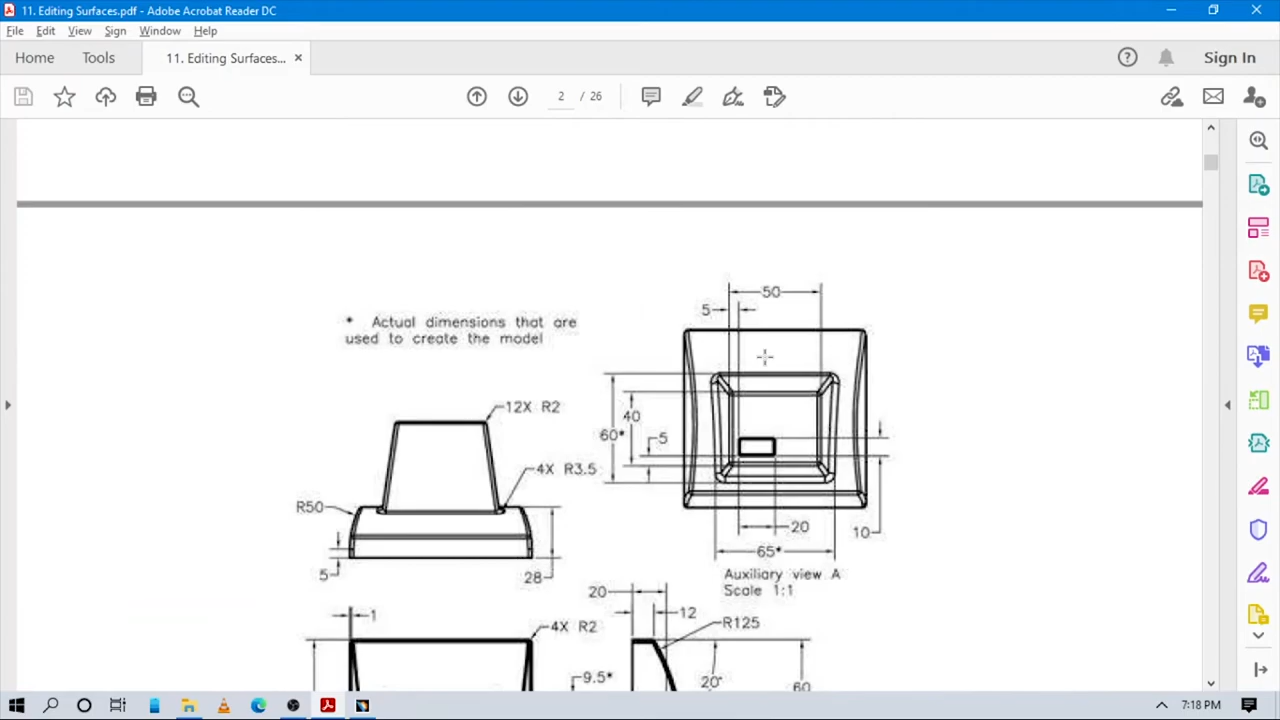 11. Editing Surfaces.pdf - Adobe Acrobat Reader DC
File Edit View Sign Window Help
Home Tools 11. Editing Surfaces... × Sign In
2 / 26
50
5
* Actual dimensions that are
used to create the model
12X R2
40
60*
5
4X R3.5
R50
20
10
65*
5
28
Auxiliary view A
Scale 1:1
20
1
12
4X R2
R125
9.5*
20°
60
7:18 PM